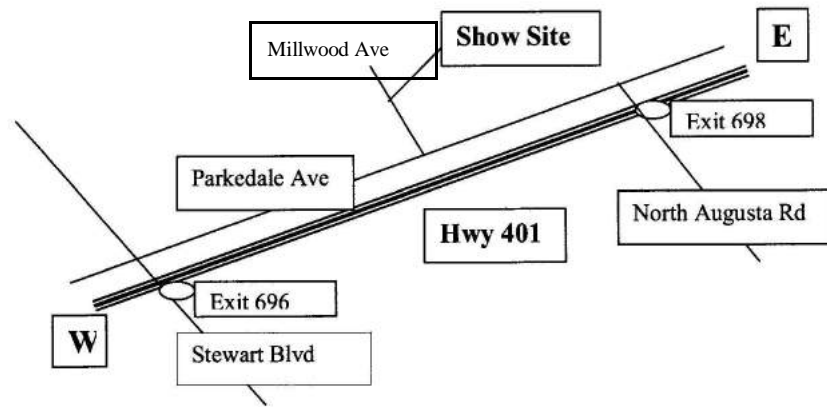 Millwood Ave
Show Site
E
Exit 698
Parkedale Ave
North Augusta Rd
Hwy 401
Exit 696
W
Stewart Blvd